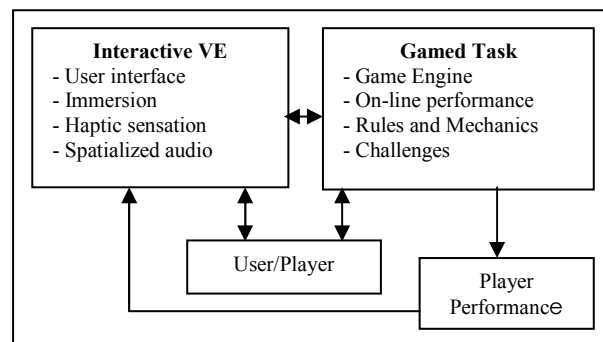 Interactive VE
- User interface
- Immersion
- Haptic sensation
- Spatialized audio
Gamed Task
- Game Engine
- On-line performance
- Rules and Mechanics
- Challenges
User/Player
Player
Performance